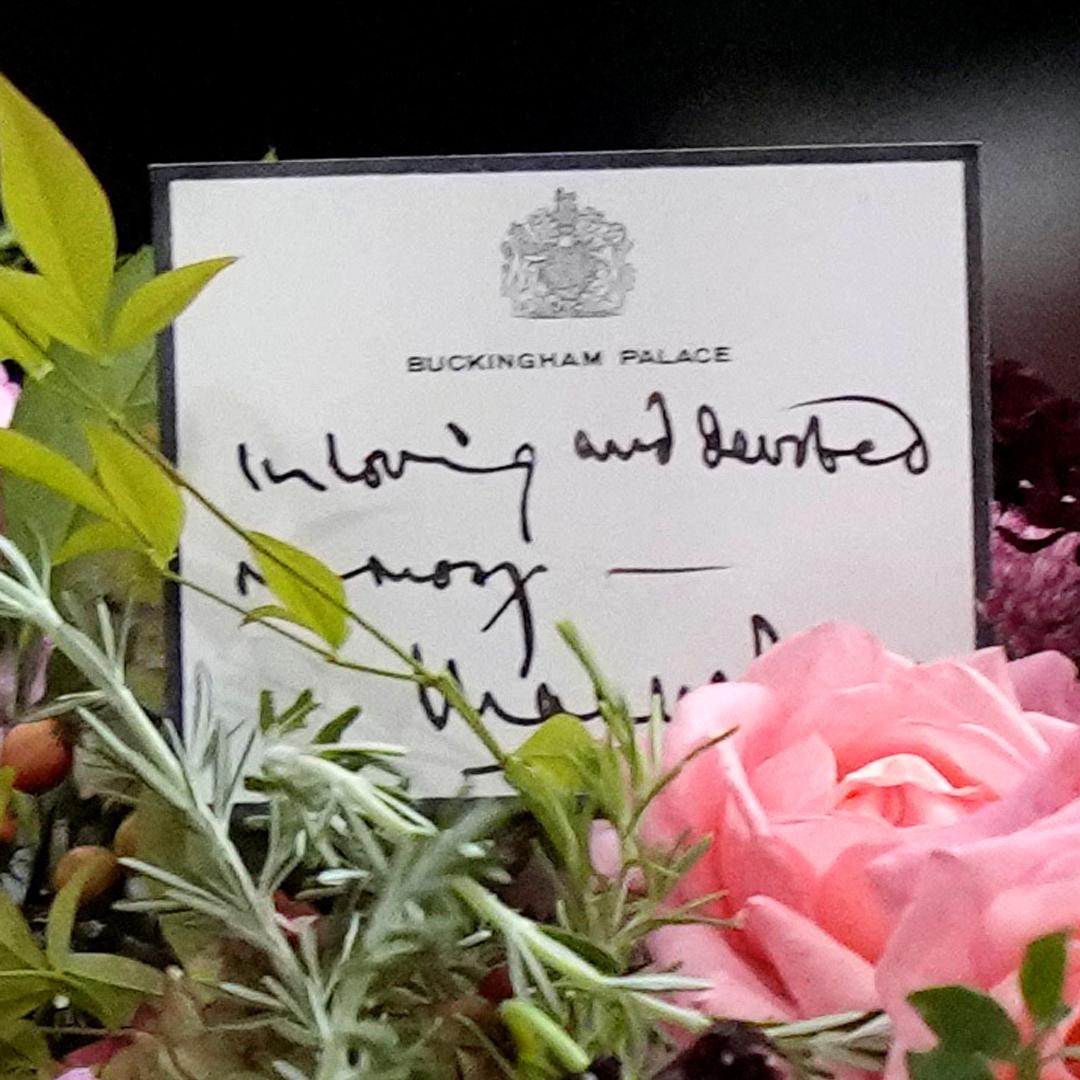 BUCKINGHAM PALACE
In loving and devoted
memory —